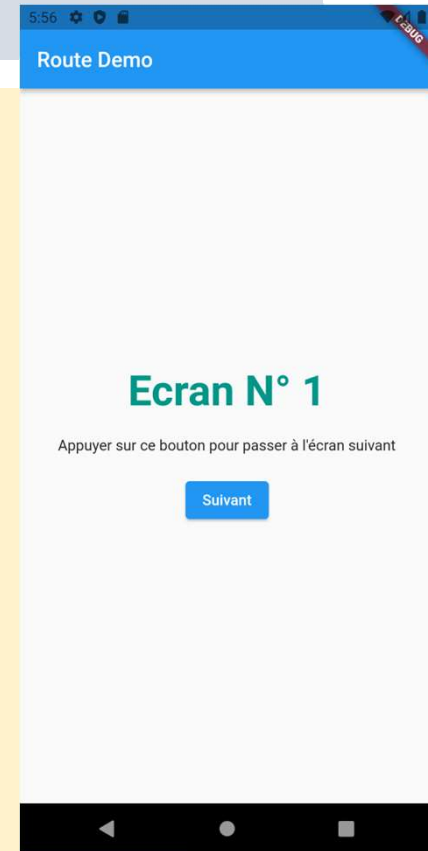 5:56
DEBUG
Route Demo
Ecran N° 1
Appuyer sur ce bouton pour passer à l'écran suivant
Suivant